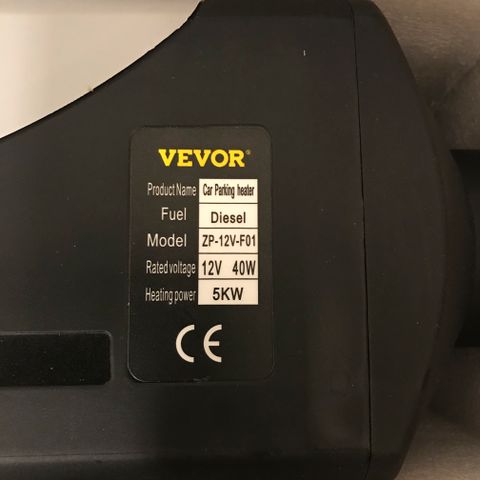 VEVOR®
Product Name Car Parking heater
Fuel Diesel
Model ZP-12V-F01
Rated voltage 12V 40W
Heating power 5KW
CE